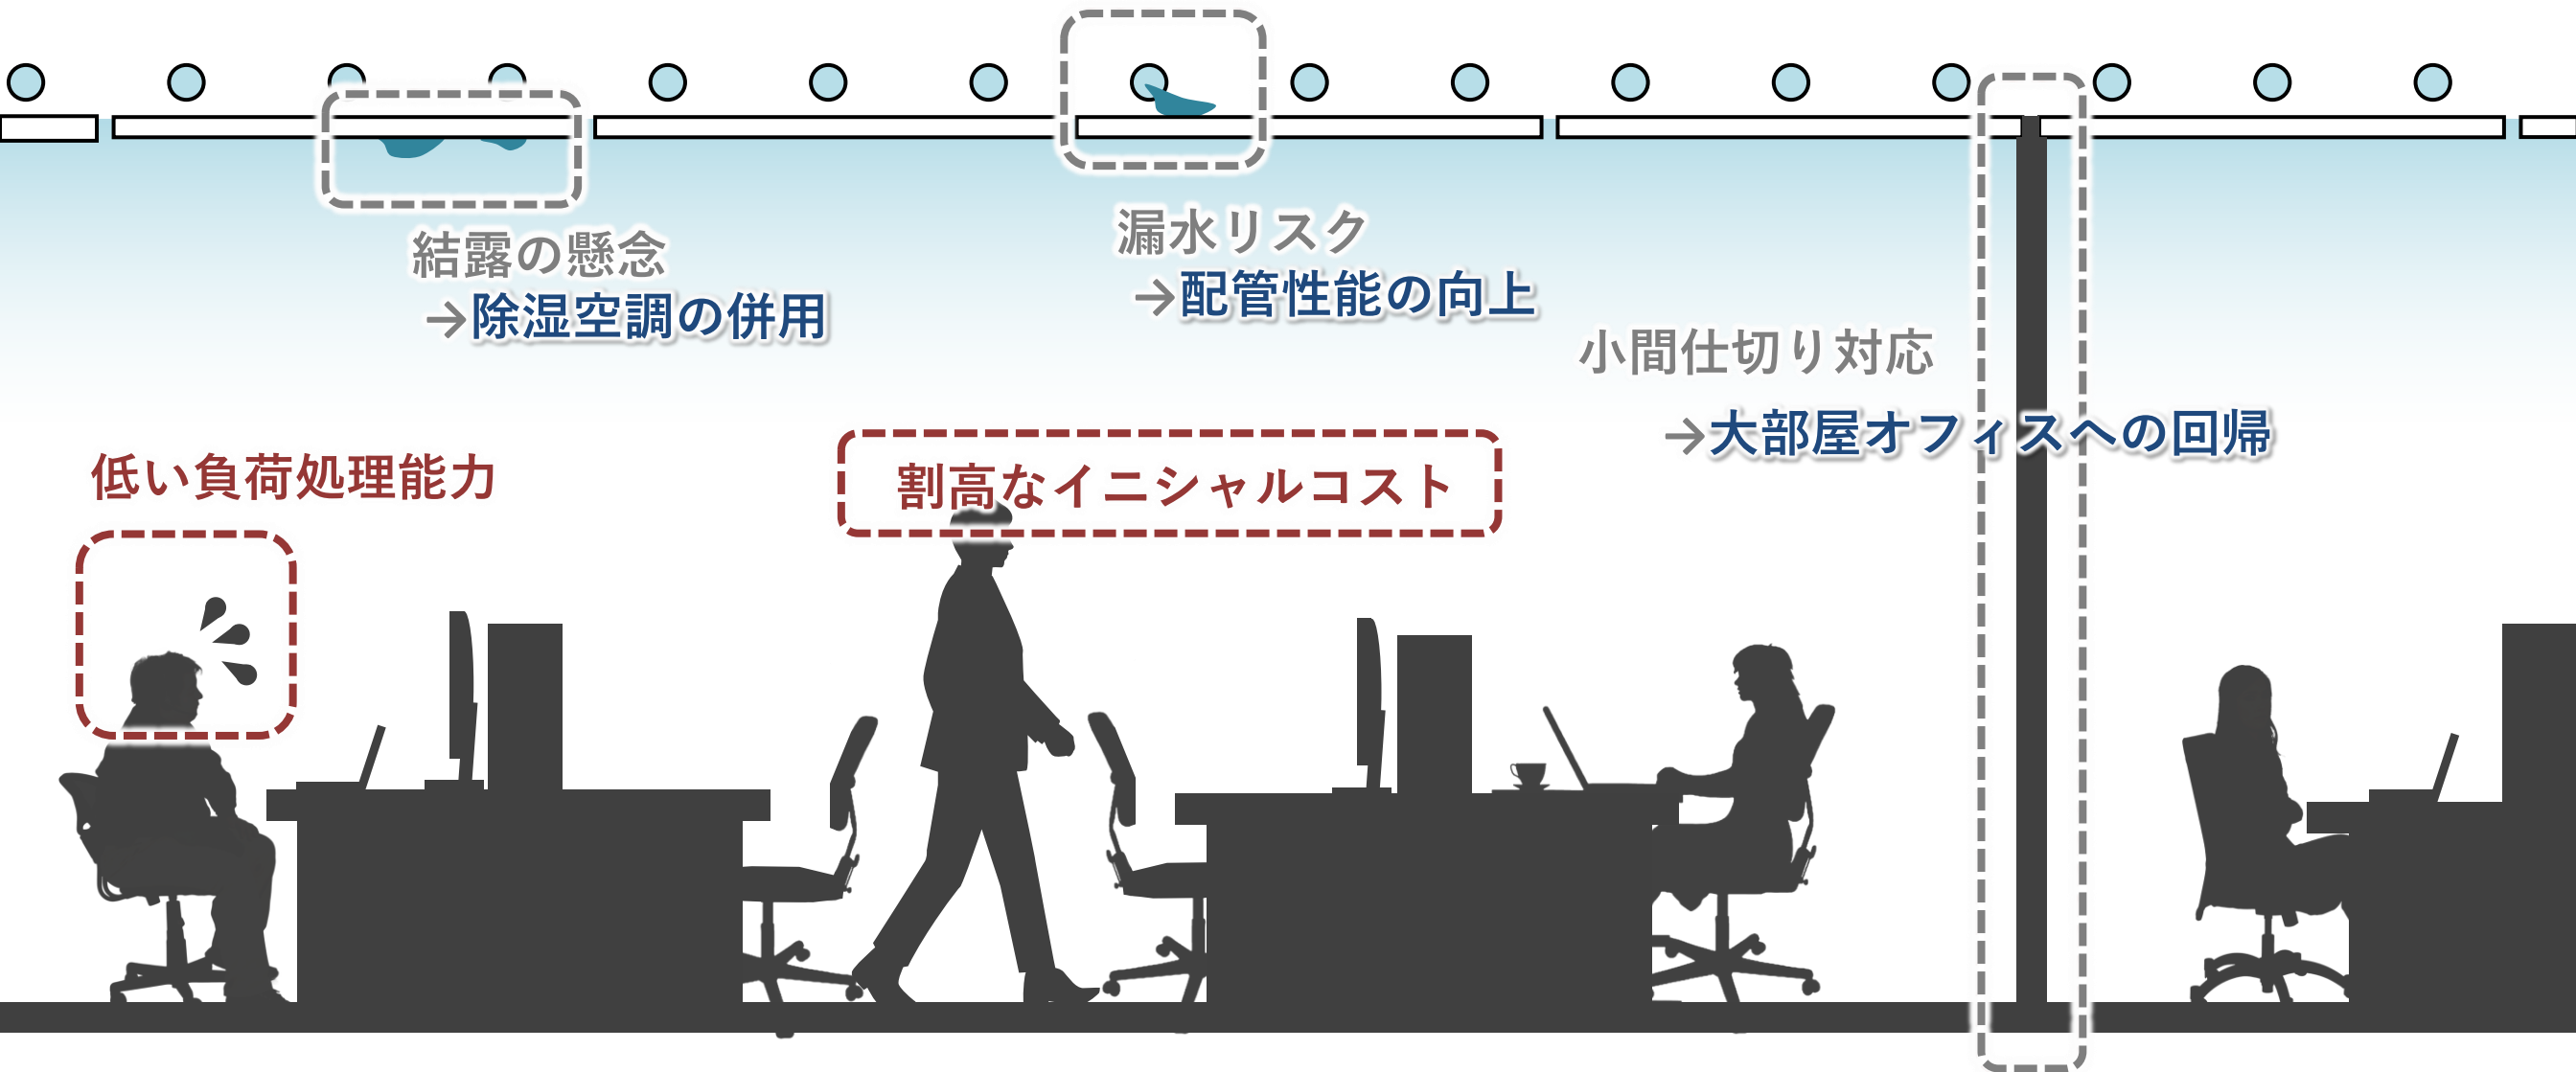 結露の懸念
→除湿空調の併用
漏水リスク
→配管性能の向上
小間仕切り対応
→大部屋オフィスへの回帰
低い負荷処理能力
割高なイニシャルコスト